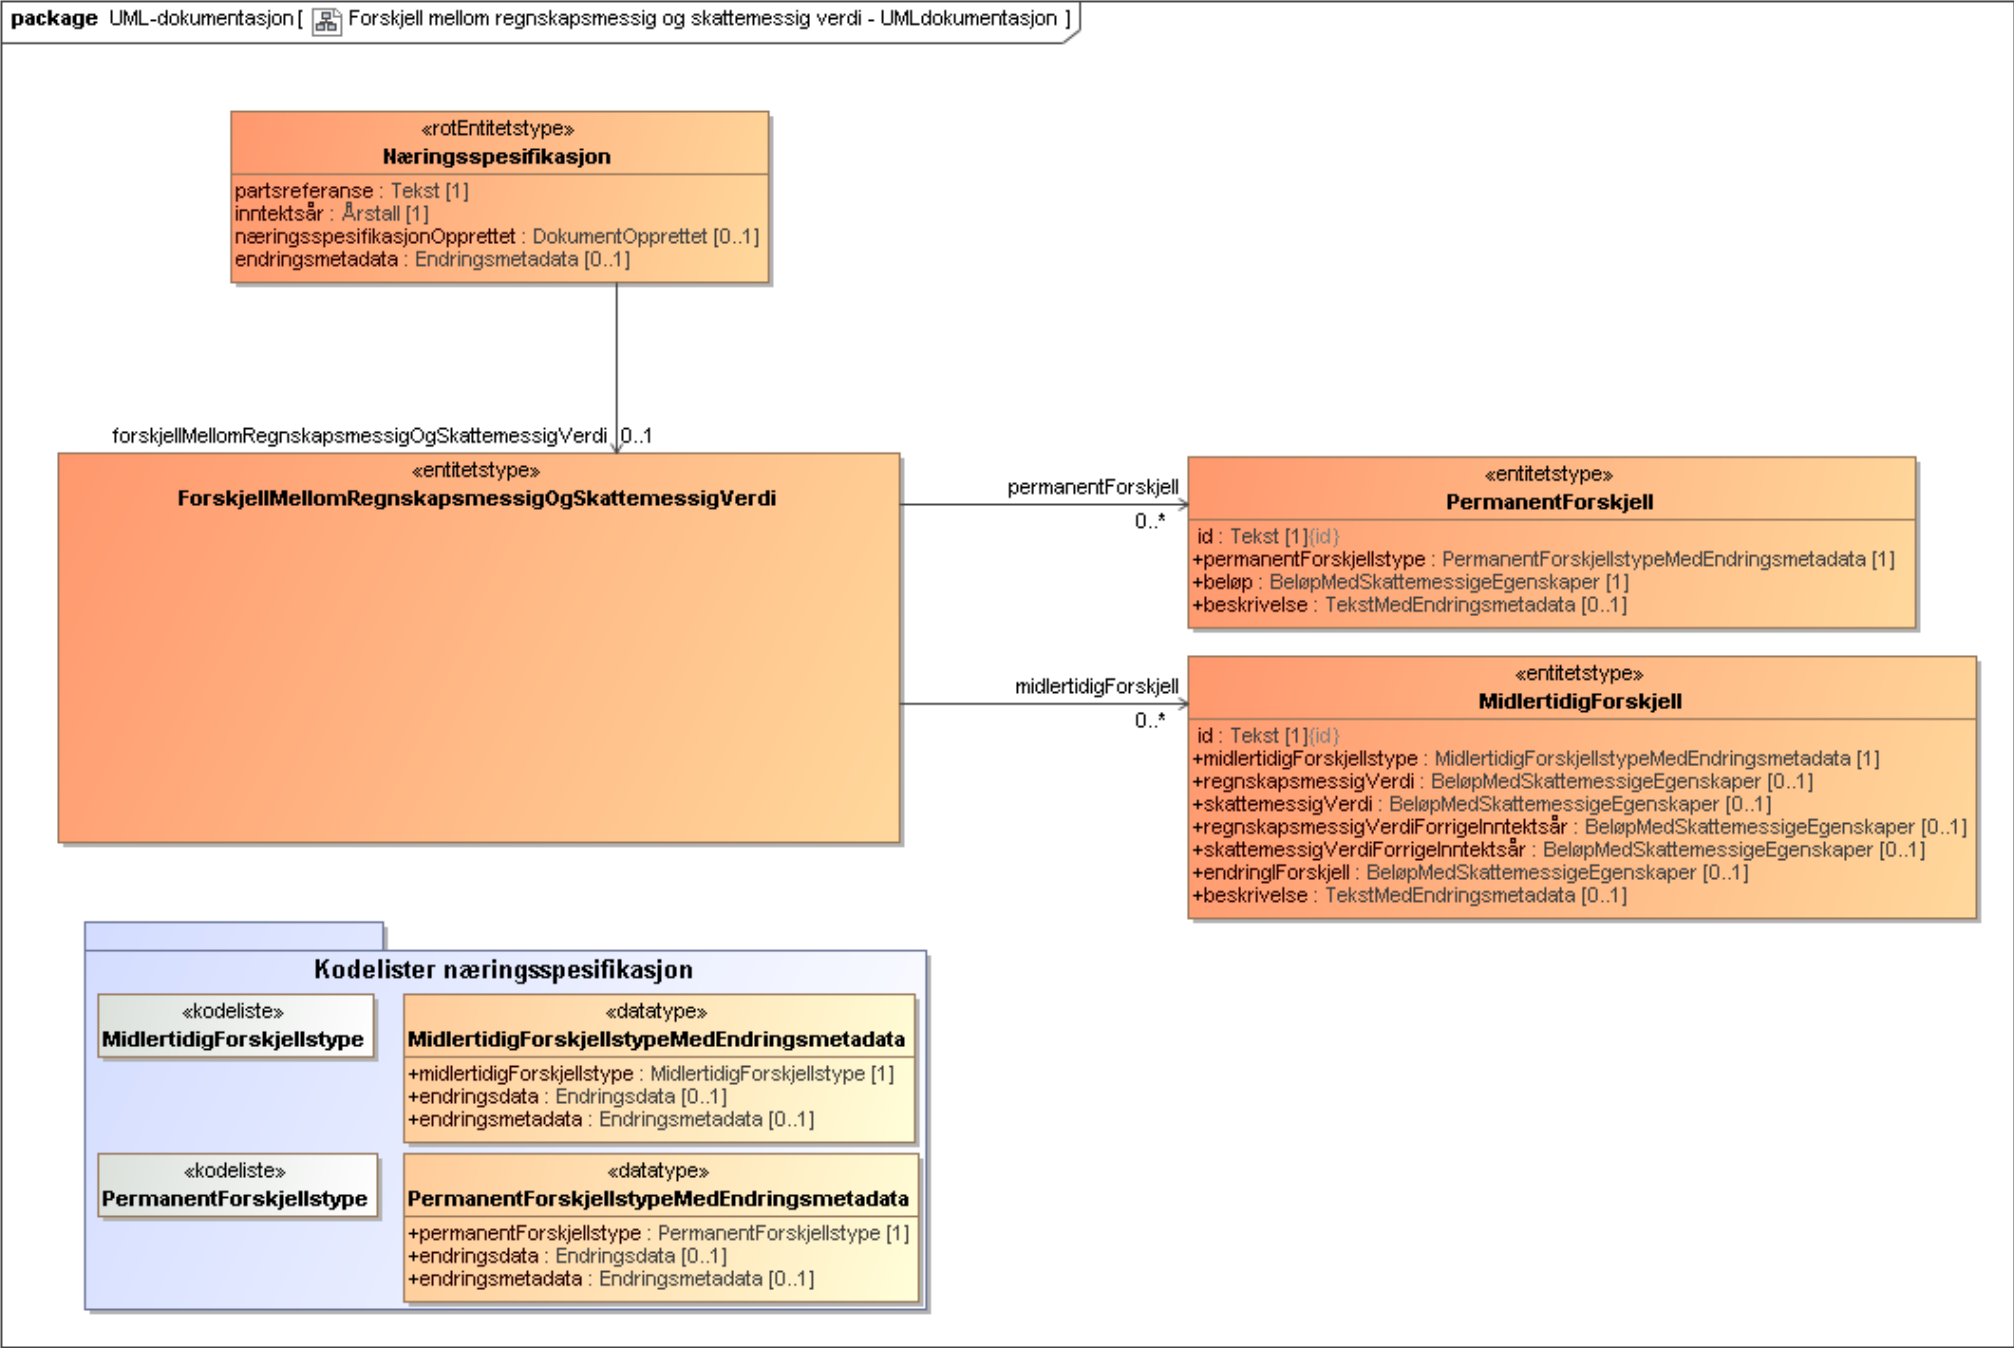 package UML-dokumentasjon [ Forskjell mellom regnskapsmessig og skattemessig verdi - UMLdokumentasjon ]
«rotEntitetstype»
Næringsspesifikasjon
partsreferanse : Tekst [1]
inntektsår : Årstall [1]
næringsspesifikasjonOpprettet : DokumentOpprettet [0..1]
endringsmetadata : Endringsmetadata [0..1]
forskjellMellomRegnskapsmessigOgSkattemessigVerdi 0..1
«entitetstype»
ForskjellMellomRegnskapsmessigOgSkattemessigVerdi
permanentForskjell
0..*
«entitetstype»
PermanentForskjell
id : Tekst [1]{id}
+permanentForskjellstype : PermanentForskjellstypeMedEndringsmetadata [1]
+beløp : BeløpMedSkattemessigeEgenskaper [1]
+beskrivelse : TekstMedEndringsmetadata [0..1]
midlertidigForskjell
0..*
«entitetstype»
MidlertidigForskjell
id : Tekst [1]{id}
+midlertidigForskjellstype : MidlertidigForskjellstypeMedEndringsmetadata [1]
+regnskapsmessigVerdi : BeløpMedSkattemessigeEgenskaper [0..1]
+skattemessigVerdi : BeløpMedSkattemessigeEgenskaper [0..1]
+regnskapsmessigVerdiForrigeInntektsår : BeløpMedSkattemessigeEgenskaper [0..1]
+skattemessigVerdiForrigeInntektsår : BeløpMedSkattemessigeEgenskaper [0..1]
+endringIForskjell : BeløpMedSkattemessigeEgenskaper [0..1]
+beskrivelse : TekstMedEndringsmetadata [0..1]
Kodelister næringsspesifikasjon
«kodeliste»
MidlertidigForskjellstype
«datatype»
MidlertidigForskjellstypeMedEndringsmetadata
+midlertidigForskjellstype : MidlertidigForskjellstype [1]
+endringsdata : Endringsdata [0..1]
+endringsmetadata : Endringsmetadata [0..1]
«kodeliste»
PermanentForskjellstype
«datatype»
PermanentForskjellstypeMedEndringsmetadata
+permanentForskjellstype : PermanentForskjellstype [1]
+endringsdata : Endringsdata [0..1]
+endringsmetadata : Endringsmetadata [0..1]